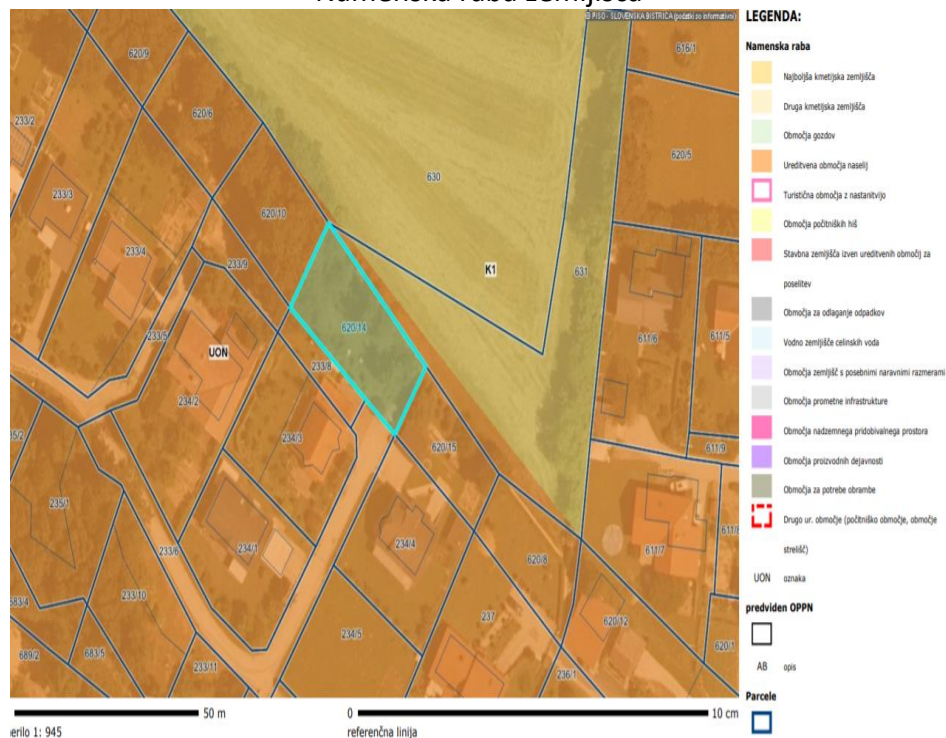 Namenska raba zemljišča
PISO - SLOVENSKA BISTRICA (podatki so informativni)
616/1
620/9
620/6
233/2
620/5
630
233/3
620/10
233/4
631
K1
233/9
233/5
620/14
611/6
611/5
UON
233/8
234/2
234/3
620/15
611/9
235/1
234/1
234/4
611/7
233/6
620/8
233/10
683/4
237
620/12
234/5
620/1
689/2
683/5
233/11
236/1
50 m
0
10 cm
erilo 1: 945
referenčna linija
LEGENDA:
Namenska raba
Najboljša kmetijska zemljišča
Druga kmetijska zemljišča
Območja gozdov
Ureditvena območja naselij
Turistična območja z nastanitvijo
Območja počitniških hiš
Stavbna zemljišča izven ureditvenih območij za
poselitev
Območja za odlaganje odpadkov
Vodno zemljišče celinskih voda
Območja zemljišč s posebnimi naravnimi razmerami
Območja prometne infrastrukture
Območja nadzemnega pridobivalnega prostora
Območja proizvodnih dejavnosti
Območja za potrebe obrambe
Drugo ur. območje (počitniško območje, območje
strelišč)
UON oznaka
predviden OPPN
AB opis
Parcele